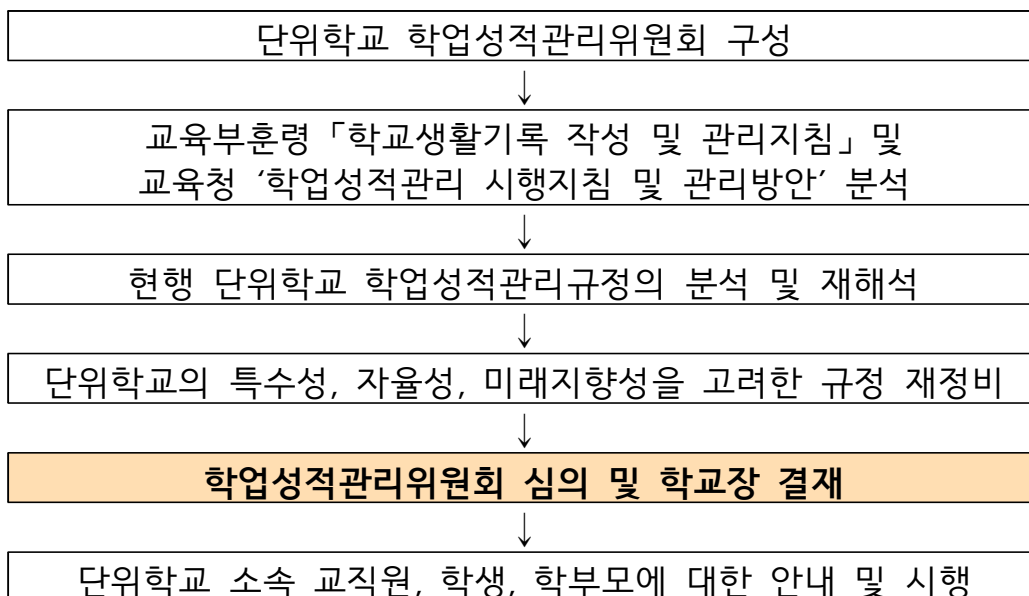 단위학교 학업성적관리위원회 구성
↓
교육부훈령 「학교생활기록 작성 및 관리지침」 및
교육청 ‘학업성적관리 시행지침 및 관리방안’ 분석
↓
현행 단위학교 학업성적관리규정의 분석 및 재해석
↓
단위학교의 특수성, 자율성, 미래지향성을 고려한 규정 재정비
↓
학업성적관리위원회 심의 및 학교장 결재
↓
단위학교 소속 교직원, 학생, 학부모에 대한 안내 및 시행